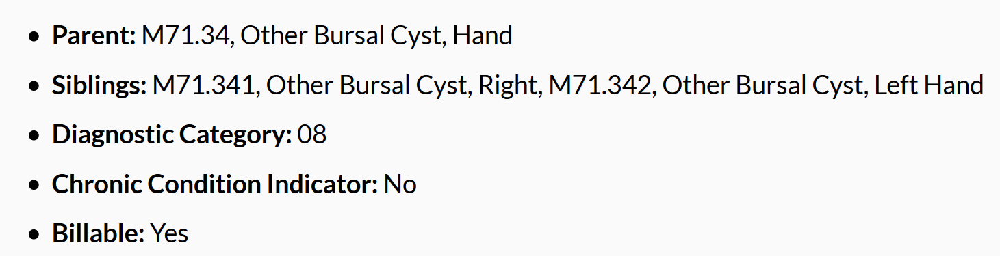 • Parent: M71.34, Other Bursal Cyst, Hand
• Siblings: M71.341, Other Bursal Cyst, Right, M71.342, Other Bursal Cyst, Left Hand
• Diagnostic Category: 08
• Chronic Condition Indicator: No
• Billable: Yes